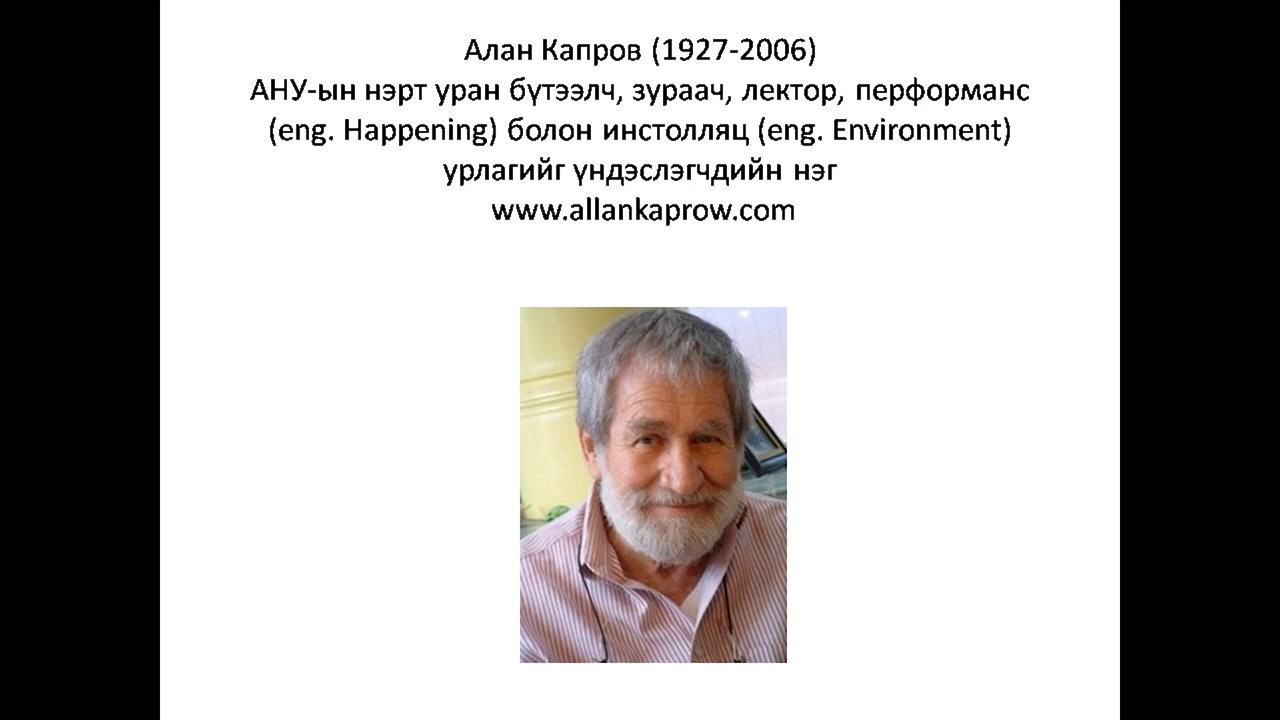 Алан Капров (1927-2006)
АНУ-ын нэрт уран бүтээлч, зураач, лектор, перформанс
(eng. Happening) болон инстолляц (eng. Environment)
урлагийг үндэслэгчдийн нэг
www.allankaprow.com